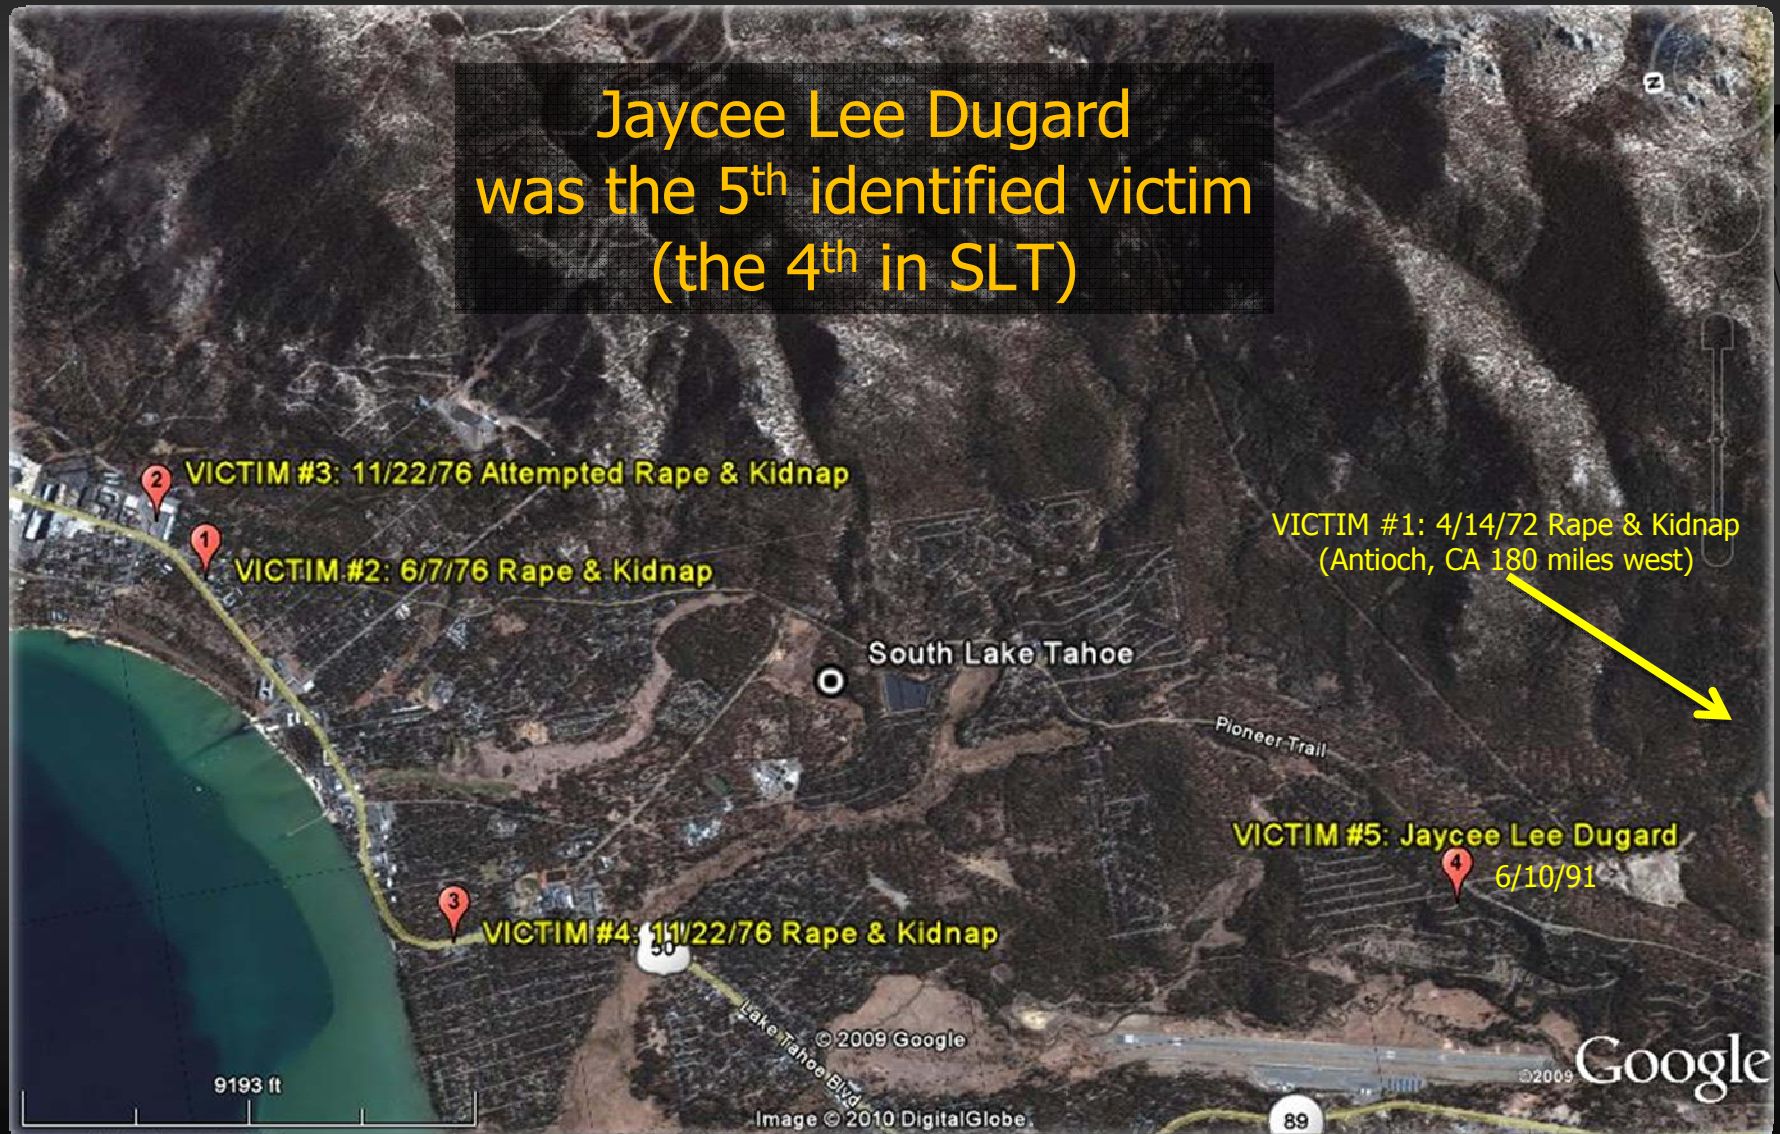 Jaycee Lee Dugard
was the 5th identified victim
(the 4th in SLT)
N
2
VICTIM #3: 11/22/76 Attempted Rape & Kidnap
1
VICTIM #2: 6/7/76 Rape & Kidnap
VICTIM #1: 4/14/72 Rape & Kidnap
(Antioch, CA 180 miles west)
South Lake Tahoe
Pioneer Trail
VICTIM #5: Jaycee Lee Dugard
4
6/10/91
3
VICTIM #4: 11/22/76 Rape & Kidnap
50
Lake Tahoe Blvd
© 2009 Google
©2009 Google
9193 ft
Image © 2010 DigitalGlobe
89